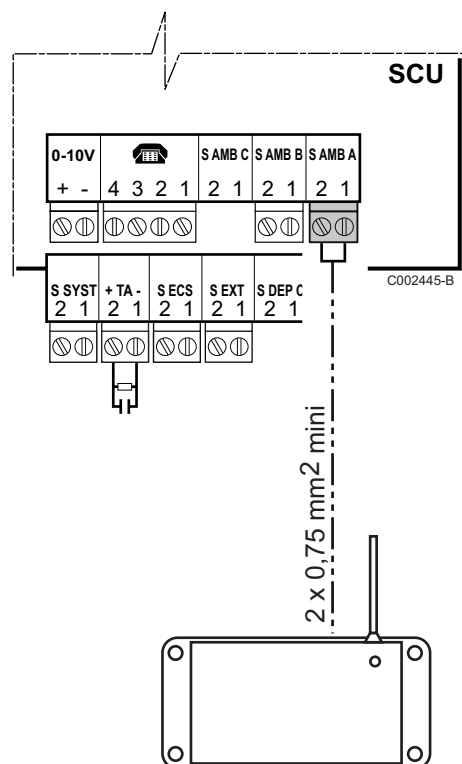 SCU
0-10V S AMB C S AMB B S AMB A
+ - 4 3 2 1 2 1 2 1 2 1
C002445-B
S SYST + TA - S ECS S EXT S DEP C
2 1 2 1 2 1 2 1 2 1
2 x 0,75 mm² mini